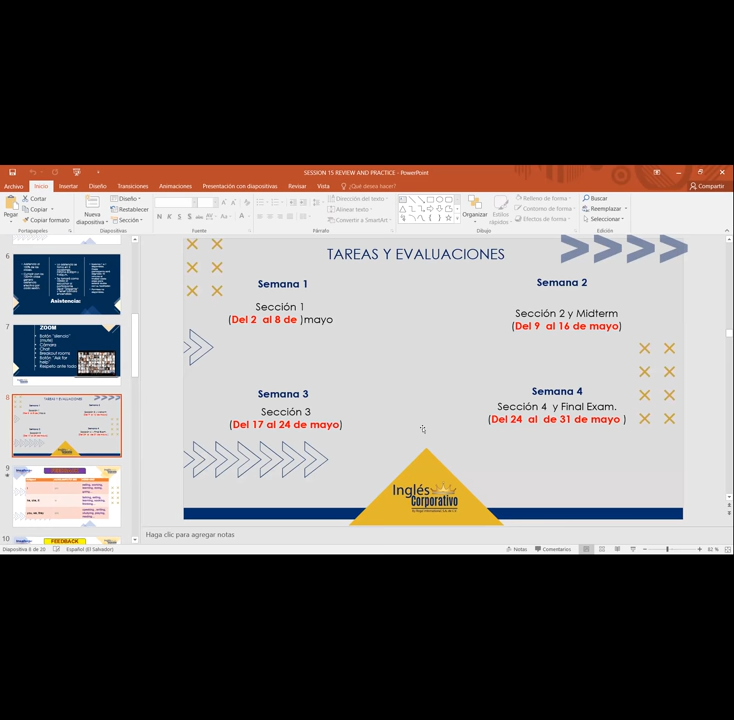 SESSION 15 REVIEW AND PRACTICE - PowerPoint
Archivo Inicio Insertar Diseño Transiciones Animaciones Presentación con diapositivas Revisar Vista ¿Qué desea hacer? Compartir
Cortar
Copiar
Copiar formato
Pegar
Portapapeles
Nueva diapositiva
Diseño
Restablecer
Sección
Diapositivas
N K S
Fuente
Dirección del texto
Alinear texto
Convertir a SmartArt
Párrafo
Organizar
Estilos rápidos
Relleno de forma
Contorno de forma
Efectos de forma
Dibujo
Buscar
Reemplazar
Seleccionar
Edición
6
Asistencia:
7
ZOOM
Botón "silencio" (mute)
Cámara
Chat
Breakout rooms
Botón "Ask for help"
Respeto ante todo
8
9
10
FEEDBACK
TAREAS Y EVALUACIONES
Semana 1
Sección 1
(Del 2 al 8 de )mayo
Semana 2
Sección 2 y Midterm
(Del 9 al 16 de mayo)
Semana 3
Sección 3
(Del 17 al 24 de mayo)
Semana 4
Sección 4 y Final Exam.
(Del 24 al de 31 de mayo )
Inglés
Corporativo
Haga clic para agregar notas
Diapositiva 8 de 20 Español (El Salvador) Notas Comentarios 82 %